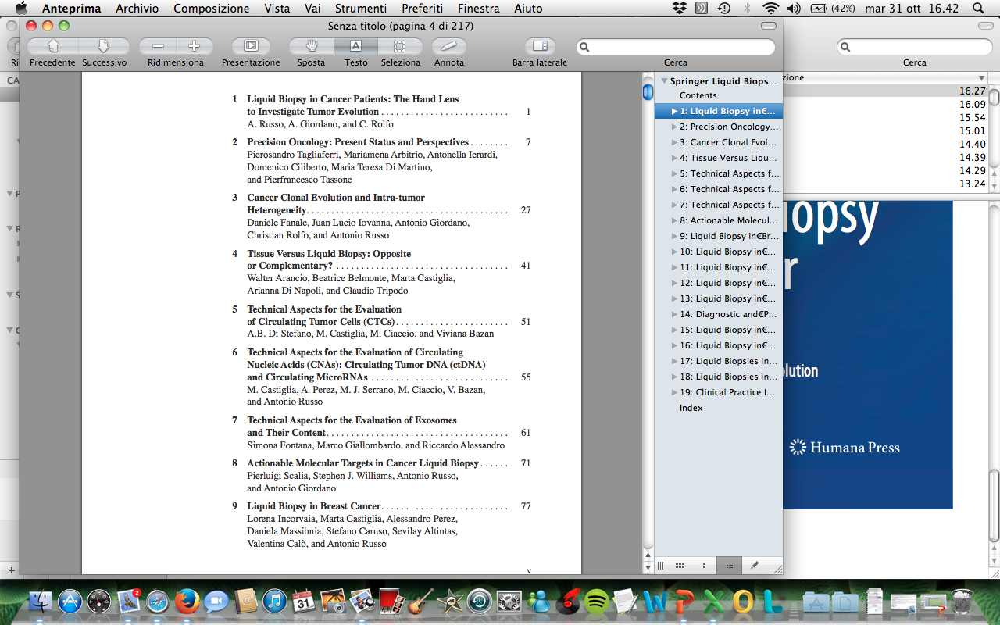 Anteprima Archivio Composizione Vista Vai Strumenti Preferiti Finestra Aiuto (42%) mar 31 ott 16.42
Senza titolo (pagina 4 di 217)
Precedente Successivo Ridimensiona Presentazione Sposta Testo Seleziona Annota Barra laterale Cerca
Cerca
1 Liquid Biopsy in Cancer Patients: The Hand Lens
to Investigate Tumor Evolution . . . . . . . . . . . . . . . . . . . . . . . . . 1
A. Russo, A. Giordano, and C. Rolfo
2 Precision Oncology: Present Status and Perspectives . . . . . . . . 7
Pierosandro Tagliaferri, Mariamena Arbitrio, Antonella Ierardi,
Domenico Ciliberto, Maria Teresa Di Martino,
and Pierfrancesco Tassone
3 Cancer Clonal Evolution and Intra-tumor
Heterogeneity. . . . . . . . . . . . . . . . . . . . . . . . . . . . . . . . . . . . . . . 27
Daniele Fanale, Juan Lucio Iovanna, Antonio Giordano,
Christian Rolfo, and Antonio Russo
4 Tissue Versus Liquid Biopsy: Opposite
or Complementary? . . . . . . . . . . . . . . . . . . . . . . . . . . . . . . . . . . 41
Walter Arancio, Beatrice Belmonte, Marta Castiglia,
Arianna Di Napoli, and Claudio Tripodo
5 Technical Aspects for the Evaluation
of Circulating Tumor Cells (CTCs) . . . . . . . . . . . . . . . . . . . . . . 51
A.B. Di Stefano, M. Castiglia, M. Ciaccio, and Viviana Bazan
6 Technical Aspects for the Evaluation of Circulating
Nucleic Acids (CNAs): Circulating Tumor DNA (ctDNA)
and Circulating MicroRNAs . . . . . . . . . . . . . . . . . . . . . . . . . . . 55
M. Castiglia, A. Perez, M. J. Serrano, M. Ciaccio, V. Bazan,
and Antonio Russo
7 Technical Aspects for the Evaluation of Exosomes
and Their Content . . . . . . . . . . . . . . . . . . . . . . . . . . . . . . . . . . . . 61
Simona Fontana, Marco Giallombardo, and Riccardo Alessandro
8 Actionable Molecular Targets in Cancer Liquid Biopsy . . . . . . 71
Pierluigi Scalia, Stephen J. Williams, Antonio Russo,
and Antonio Giordano
9 Liquid Biopsy in Breast Cancer . . . . . . . . . . . . . . . . . . . . . . . . . 77
Lorena Incorvaia, Marta Castiglia, Alessandro Perez,
Daniela Massihnia, Stefano Caruso, Sevilay Altintas,
Valentina Calò, and Antonio Russo
v
Springer Liquid Biops...
Contents
1: Liquid Biopsy in€...
2: Precision Oncology...
3: Cancer Clonal Evol...
4: Tissue Versus Liqu...
5: Technical Aspects f...
6: Technical Aspects f...
7: Technical Aspects f...
8: Actionable Molecul...
9: Liquid Biopsy in€Br...
10: Liquid Biopsy in€...
11: Liquid Biopsy in€...
12: Liquid Biopsy in€...
13: Liquid Biopsy in€...
14: Diagnostic and€P...
15: Liquid Biopsy in€...
16: Liquid Biopsy in€...
17: Liquid Biopsies in...
18: Liquid Biopsies in...
19: Clinical Practice I...
Index
CA
zione
16.27
16.09
15.54
15.01
14.40
14.39
14.29
13.24
opsy
r
olution
Humana Press
31
2